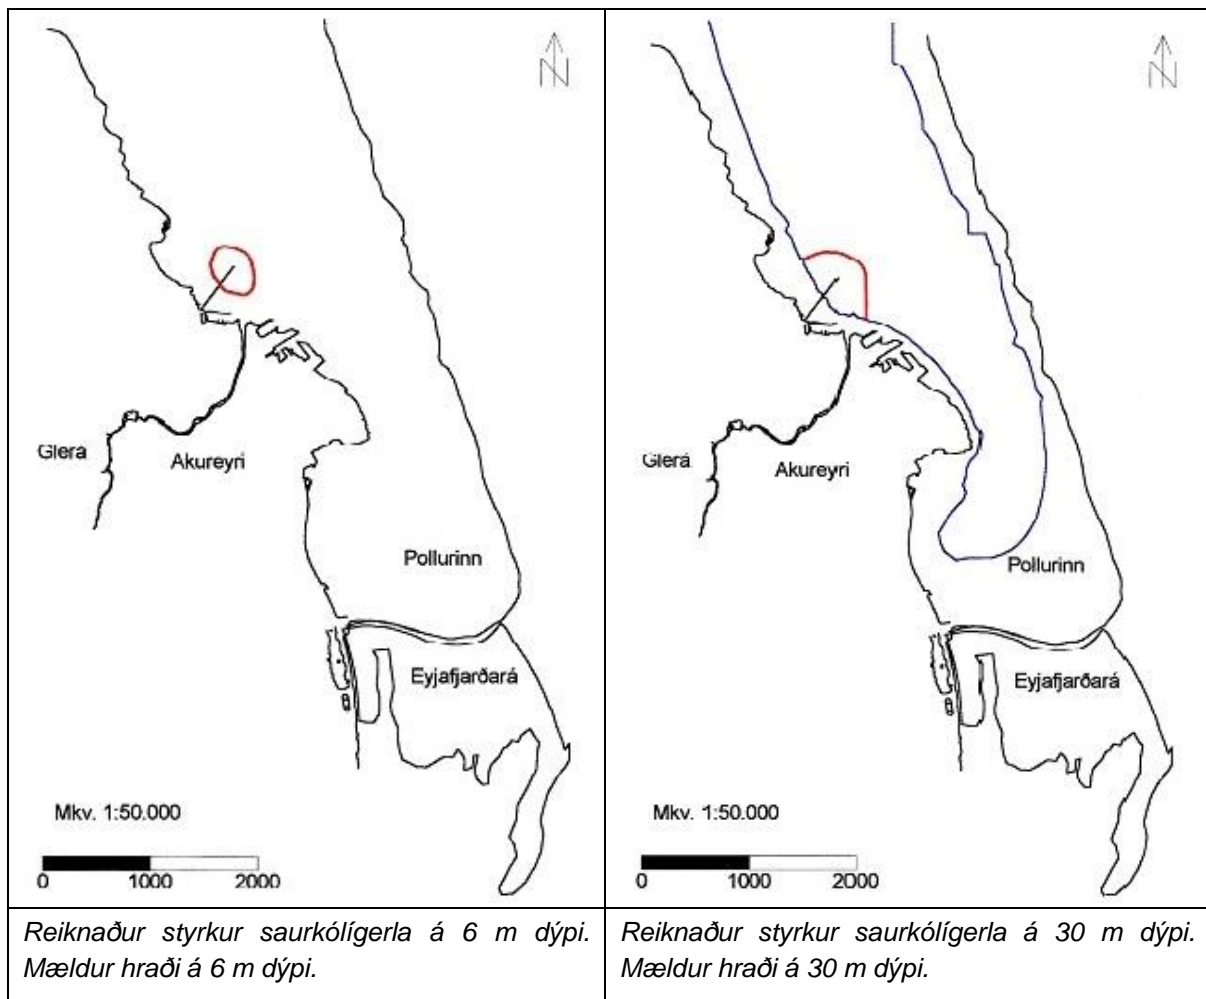 N
Glerá
Akureyri
Pollurinn
Eyjafjarðará
Mkv. 1:50.000
0 1000 2000
Reiknaður styrkur saurkólígerla á 6 m dýpi.
Mældur hraði á 6 m dýpi.
N
Glerá
Akureyri
Pollurinn
Eyjafjarðará
Mkv. 1:50.000
0 1000 2000
Reiknaður styrkur saurkólígerla á 30 m dýpi.
Mældur hraði á 30 m dýpi.